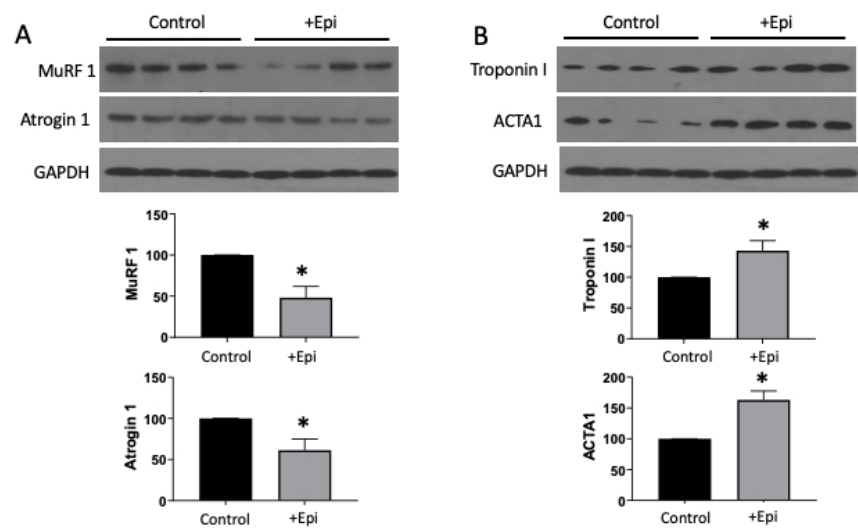 A
Control +Epi
MuRF 1
Atrogin 1
GAPDH
MuRF 1
150
100
50
0
*
Control +Epi
Atrogin 1
150
100
50
0
*
Control +Epi
B
Control +Epi
Troponin I
ACTA1
GAPDH
Troponin I
200
150
100
50
0
*
Control +Epi
ACTA1
200
150
100
50
0
*
Control +Epi